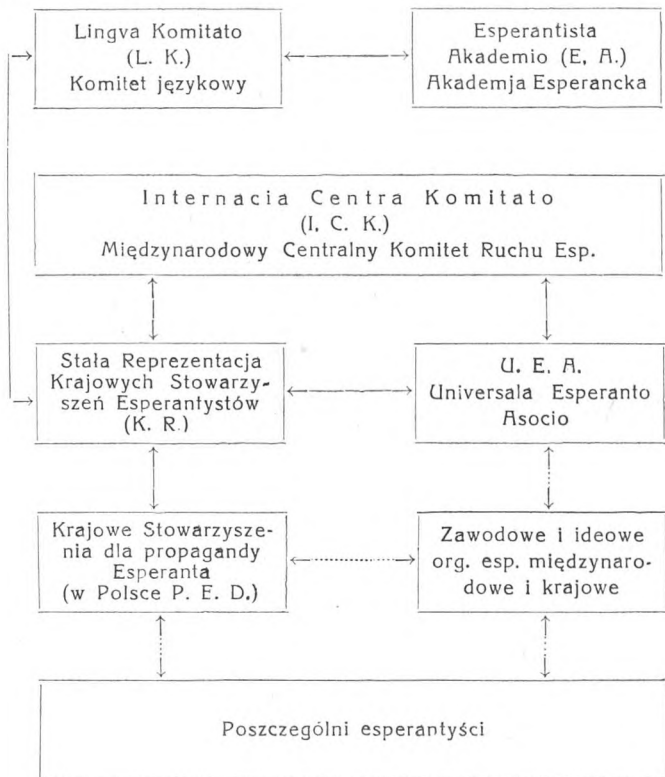 Lingva Komitato
(L. K.)
Komitet językowy
Esperantista
Akademio (E, A.)
Akademja Esperancka
Internacia Centra Komitato
(I. C. K.)
Międzynarodowy Centralny Komitet Ruchu Esp.
Stała Reprezentacja
Krajowych Stowarzy-
szeń Esperantystów
(K. R.)
U. E. A.
Universala Esperanto
Asocio
Krajowe Stowarzysze-
nia dla propagandy
Esperanta
(w Polsce P. E. D.)
Zawodowe i ideowe
org. esp. międzynaro-
dowe i krajowe
Poszczególni esperantyści